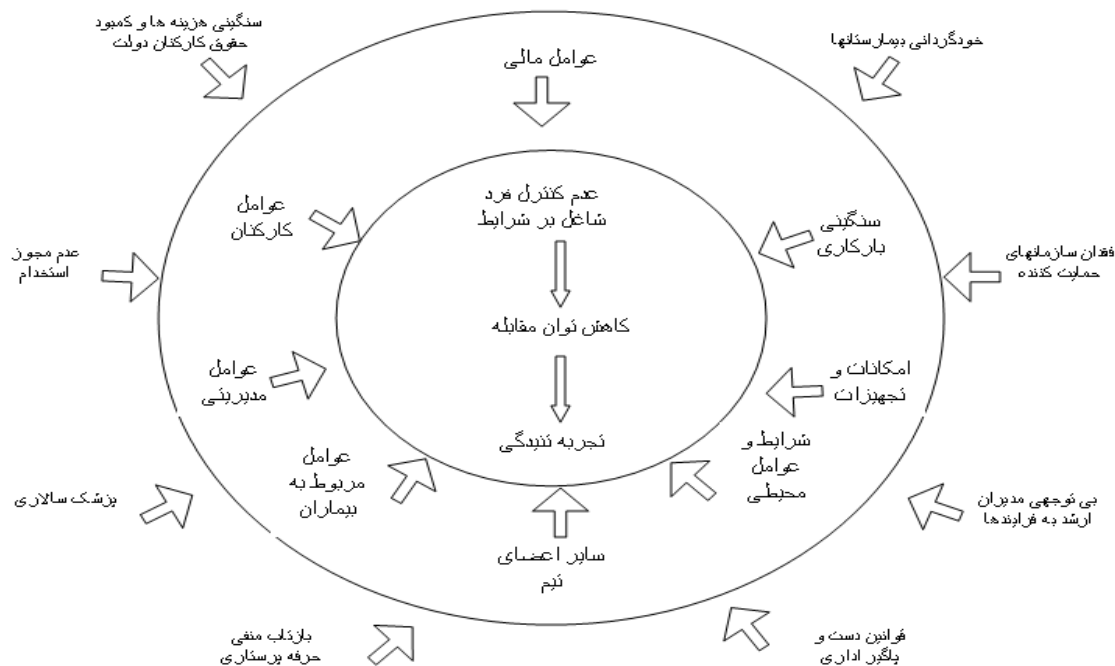 سنگینی هزینه ها و کمبود
حقوق کارکنان دولت
خودگردانی بیمارستانها
عوامل مالی
عدم کنترل فرد
شاغل بر شرایط
عوامل
کارکنان
سنگینی
بارکاری
عدم مجوز
استخدام
فقدان سازمانهای
حمایت کننده
کاهش توان مقابله
عوامل
مدیریتی
امکانات و
تجهیزات
تجربه تنیدگی
عوامل
مربوط به
بیماران
شرایط و
عوامل
محیطی
پزشک سالاری
بی توجهی مدیران
ارشد به فرایندها
سایر اعضای
تیم
بازتاب منفی
حرفه پرستاری
قوانین دست و
پاگیر اداری